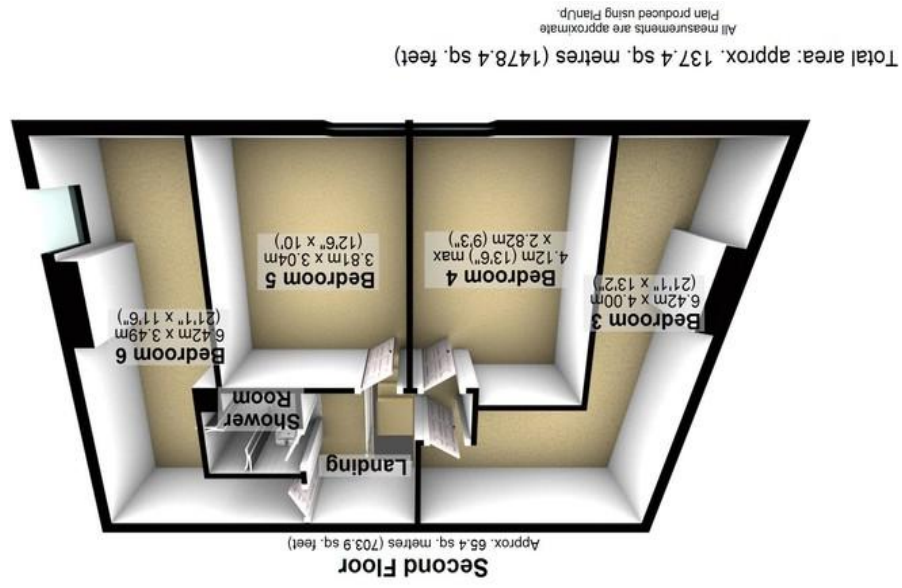 Second Floor
Approx. 65.4 sq. metres (703.9 sq. feet)
Landing
Shower
Room
Bedroom 3
6.42m x 4.00m
(21'1" x 13'2")
Bedroom 6
6.42m x 3.49m
(21'1" x 11'6")
Bedroom 4
4.12m (13'6") max
x 2.82m (9'3")
Bedroom 5
3.81m x 3.04m
(12'6" x 10')
Total area: approx. 137.4 sq. metres (1478.4 sq. feet)
All measurements are approximate
Plan produced using PlanUp.